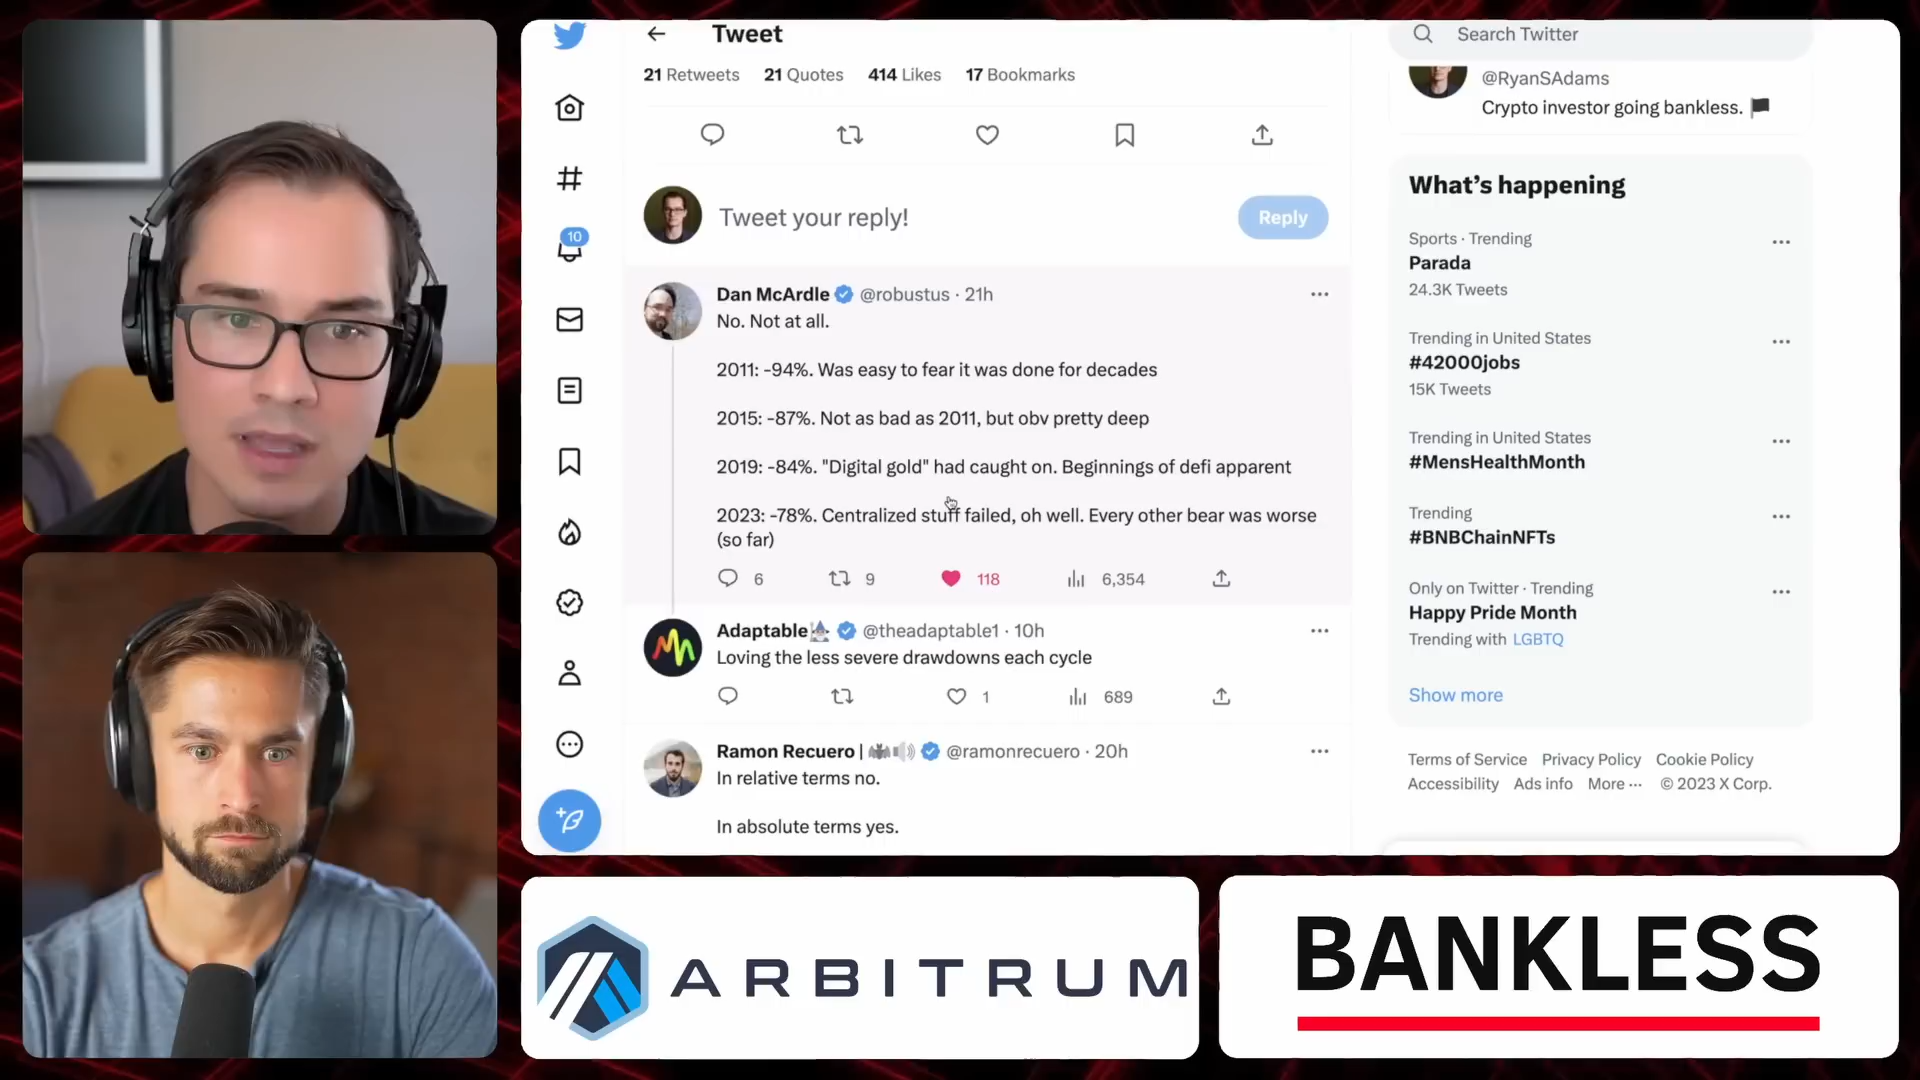 Tweet
21 Retweets 21 Quotes 414 Likes 17 Bookmarks
Tweet your reply!
Reply
10
Dan McArdle @robustus · 21h
No. Not at all.
2011: -94%. Was easy to fear it was done for decades
2015: -87%. Not as bad as 2011, but obv pretty deep
2019: -84%. "Digital gold" had caught on. Beginnings of defi apparent
2023: -78%. Centralized stuff failed, oh well. Every other bear was worse
(so far)
6 9 118 6,354
Adaptable @theadaptable1 · 10h
Loving the less severe drawdowns each cycle
1 689
Ramon Recuero | @ramonrecuero · 20h
In relative terms no.
In absolute terms yes.
Search Twitter
@RyanSAdams
Crypto investor going bankless.
What's happening
Sports · Trending
Parada
24.3K Tweets
Trending in United States
#42000jobs
15K Tweets
Trending in United States
#MensHealthMonth
Trending
#BNBChainNFTs
Only on Twitter · Trending
Happy Pride Month
Trending with LGBTQ
Show more
Terms of Service Privacy Policy Cookie Policy
Accessibility Ads info More ··· © 2023 X Corp.
ARBITRUM
BANKLESS